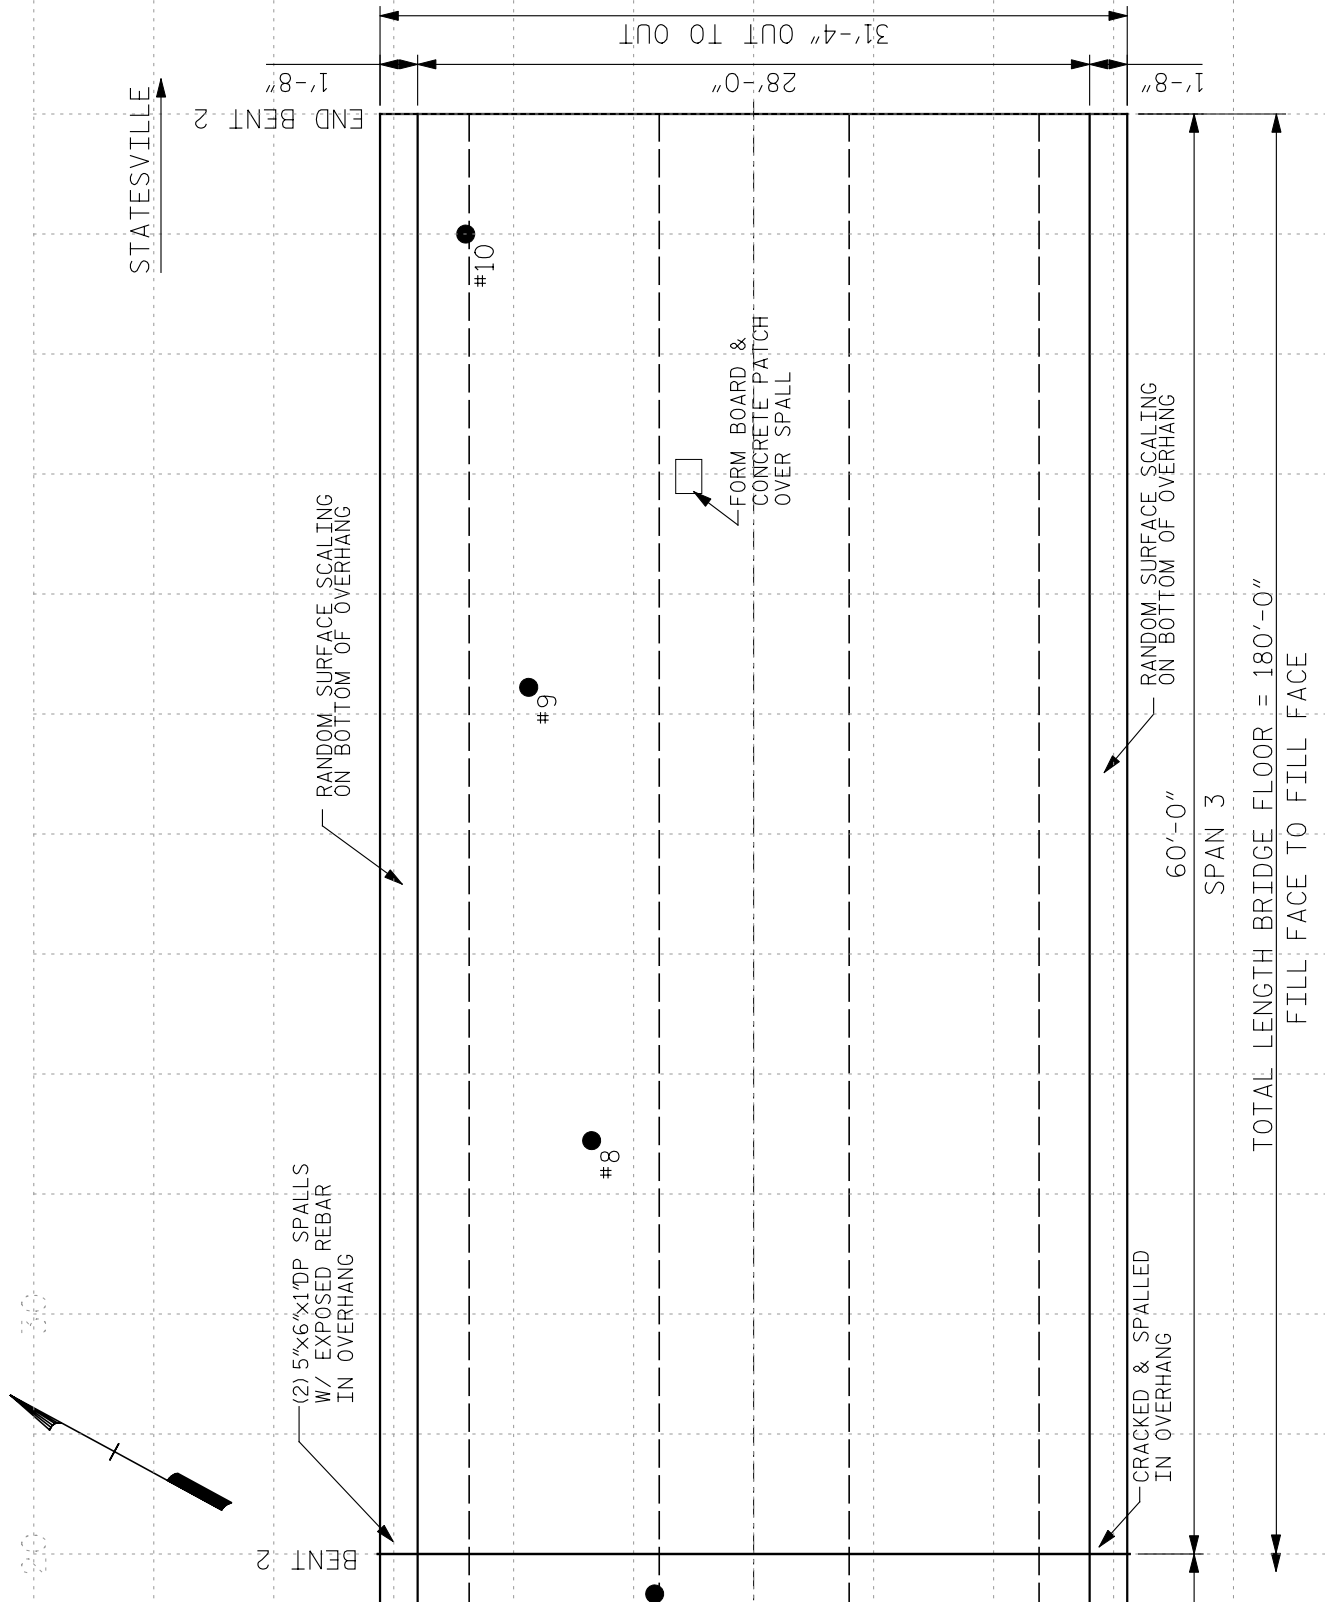 31'-4" OUT TO OUT
1'-8"
28'-0"
1'-8"
STATESVILLE
END BENT 2
#10
FORM BOARD &
CONCRETE PATCH
OVER SPALL
RANDOM SURFACE SCALING
ON BOTTOM OF OVERHANG
RANDOM SURFACE SCALING
ON BOTTOM OF OVERHANG
#9
60'-0"
SPAN 3
TOTAL LENGTH BRIDGE FLOOR = 180'-0"
FILL FACE TO FILL FACE
#8
(2) 5"x6"x1"DP SPALLS
W/ EXPOSED REBAR
IN OVERHANG
CRACKED & SPALLED
IN OVERHANG
BENT 2